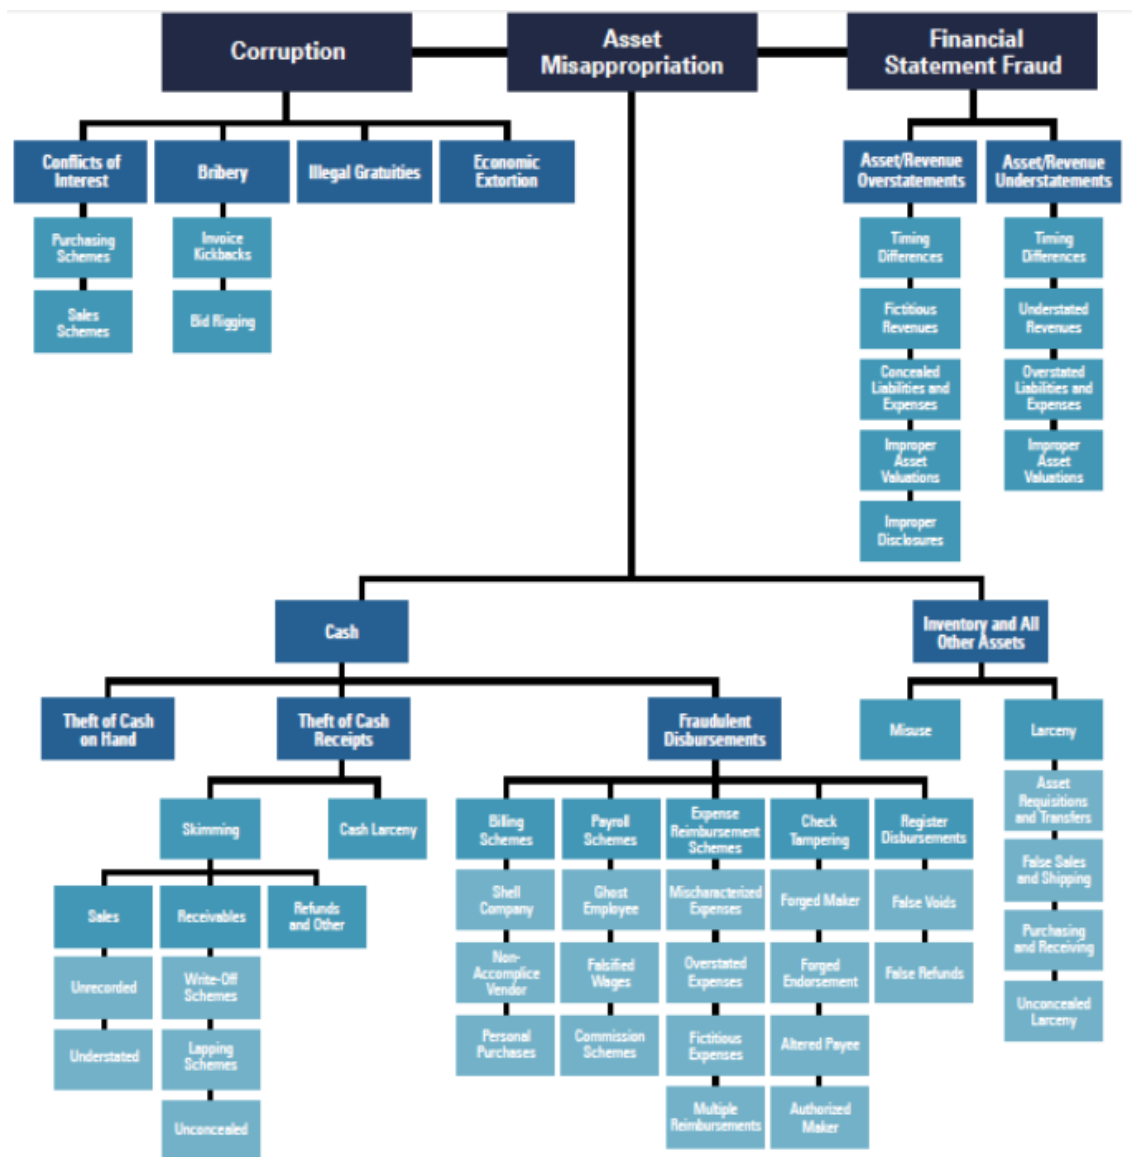 Corruption
Asset
Misappropriation
Financial
Statement Fraud
Conflicts of
Interest
Bribery
Illegal Gratuities
Economic
Extortion
Asset/Revenue
Overstatements
Asset/Revenue
Understatements
Purchasing
Schemes
Sales
Schemes
Invoice
Kickbacks
Bid Rigging
Timing
Differences
Fictitious
Revenues
Concealed
Liabilities and
Expenses
Improper
Asset
Valuations
Improper
Disclosures
Timing
Differences
Understated
Revenues
Overstated
Liabilities and
Expenses
Improper
Asset
Valuations
Cash
Inventory and All
Other Assets
Theft of Cash
on Hand
Theft of Cash
Receipts
Fraudulent
Disbursements
Misuse
Larceny
Asset
Requisitions
and Transfers
False Sales
and Shipping
Purchasing
and Receiving
Unconcealed
Larceny
Skimming
Cash Larceny
Sales
Receivables
Refunds
and Other
Unrecorded
Understated
Write-Off
Schemes
Lapping
Schemes
Unconcealed
Billing
Schemes
Shell
Company
Non-
Accomplice
Vendor
Personal
Purchases
Payroll
Schemes
Ghost
Employee
Falsified
Wages
Commission
Schemes
Expense
Reimbursement
Schemes
Mischaracterized
Expenses
Overstated
Expenses
Fictitious
Expenses
Multiple
Reimbursements
Check
Tampering
Forged Maker
Forged
Endorsement
Altered Payee
Authorized
Maker
Register
Disbursements
False Voids
False Refunds